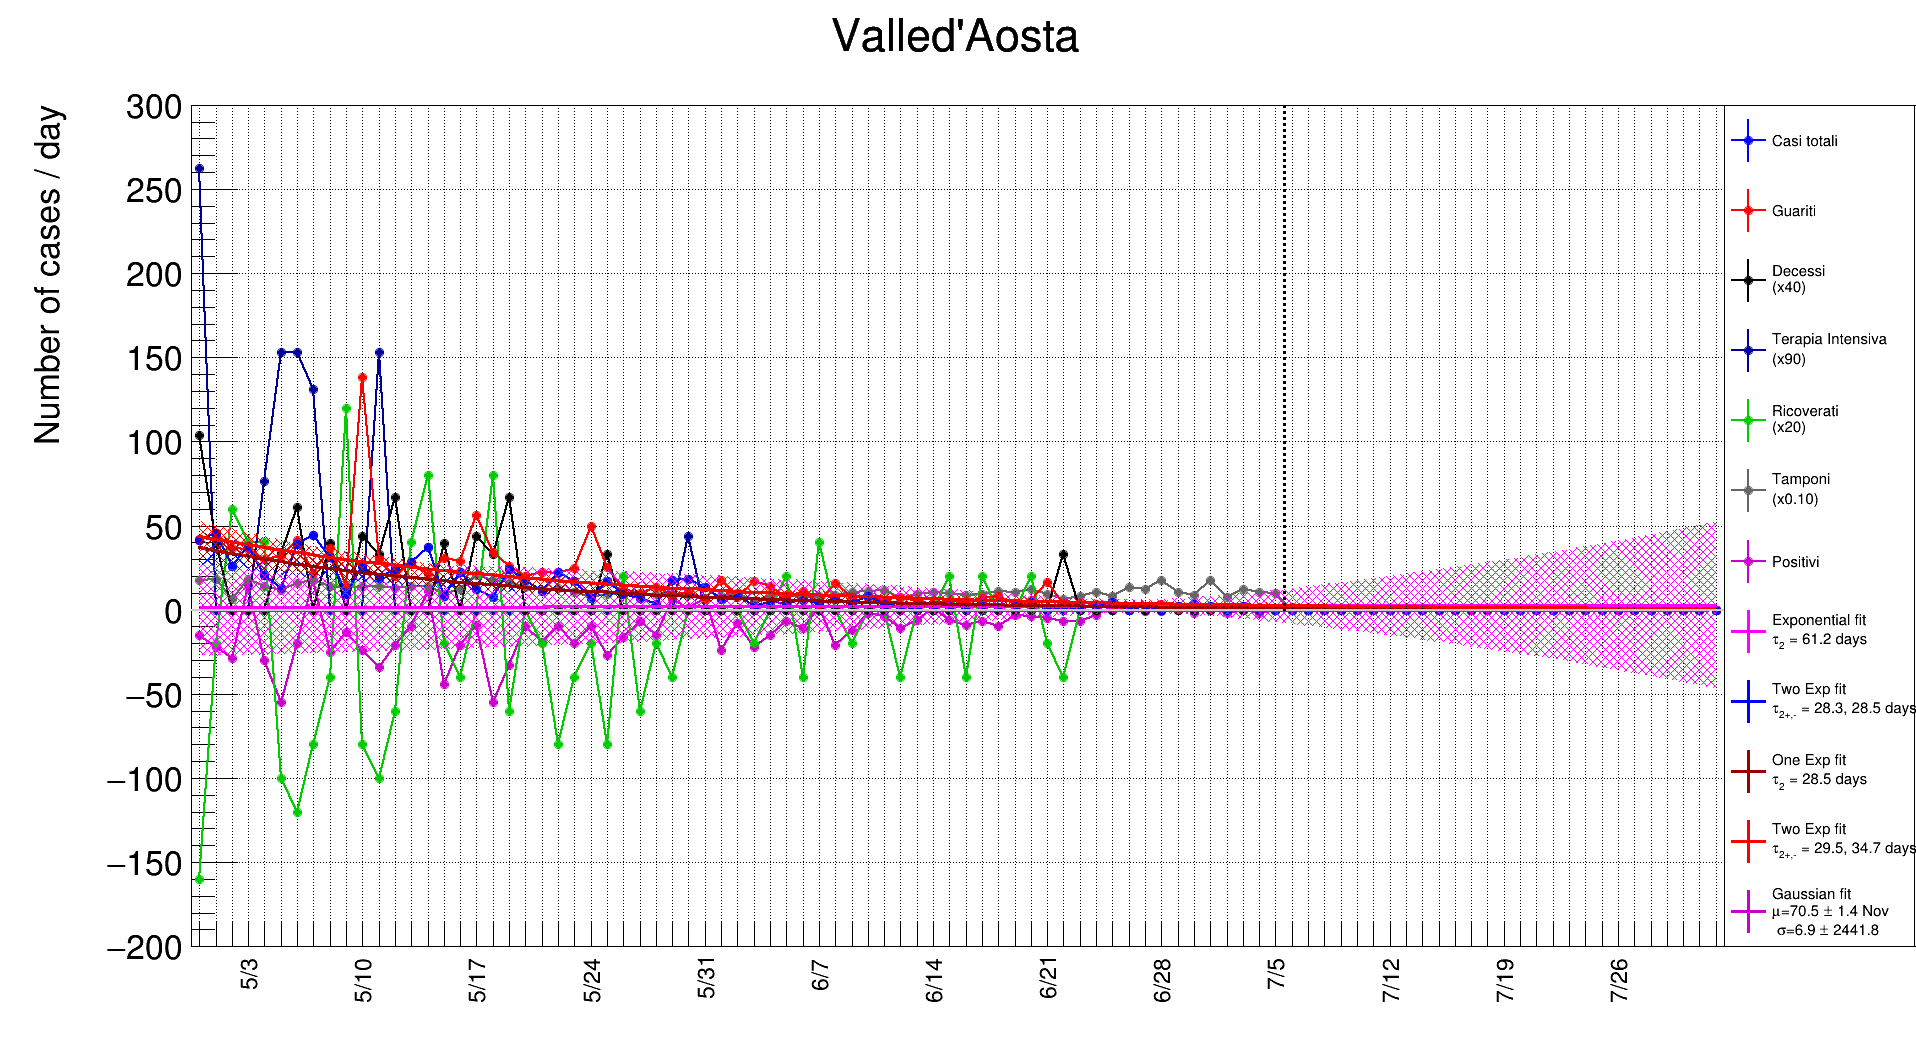 Valled'Aosta
Number of cases / day
300
250
200
150
100
50
0
−50
−100
−150
−200
5/3
5/10
5/17
5/24
5/31
6/7
6/14
6/21
6/28
7/5
7/12
7/19
7/26
Casi totali
Guariti
Decessi
(x40)
Terapia Intensiva
(x90)
Ricoverati
(x20)
Tamponi
(x0.10)
Positivi
Exponential fit
τ2 = 61.2 days
Two Exp fit
τ2+,- = 28.3, 28.5 days
One Exp fit
τ2 = 28.5 days
Two Exp fit
τ2+,- = 29.5, 34.7 days
Gaussian fit
μ=70.5 ± 1.4 Nov
σ=6.9 ± 2441.8